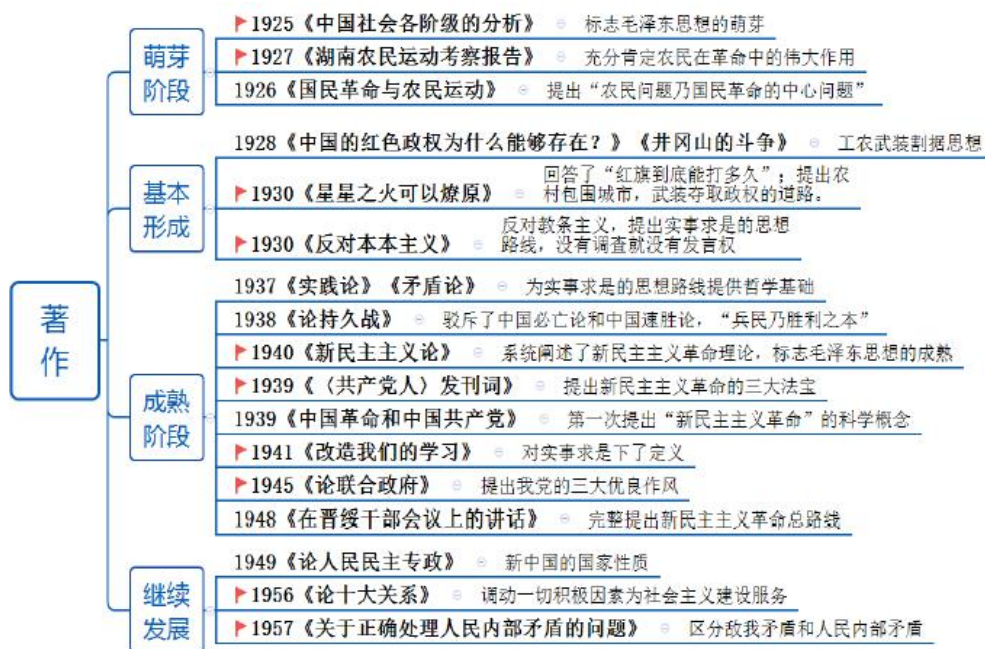 著作
萌芽阶段
1925《中国社会各阶级的分析》 标志毛泽东思想的萌芽
1927《湖南农民运动考察报告》 充分肯定农民在革命中的伟大作用
1926《国民革命与农民运动》 提出“农民问题乃国民革命的中心问题”
基本形成
1928《中国的红色政权为什么能够存在？》《井冈山的斗争》 工农武装割据思想
1930《星星之火可以燎原》 回答了“红旗到底能打多久”；提出农
村包围城市，武装夺取政权的道路。
1930《反对本本主义》 反对教条主义，提出实事求是的思想
路线，没有调查就没有发言权
成熟阶段
1937《实践论》《矛盾论》 为实事求是的思想路线提供哲学基础
1938《论持久战》 驳斥了中国必亡论和中国速胜论，“兵民乃胜利之本”
1940《新民主主义论》 系统阐述了新民主主义革命理论，标志毛泽东思想的成熟
1939《〈共产党人〉发刊词》 提出新民主主义革命的三大法宝
1939《中国革命和中国共产党》 第一次提出“新民主主义革命”的科学概念
1941《改造我们的学习》 对实事求是下了定义
1945《论联合政府》 提出我党的三大优良作风
1948《在晋绥干部会议上的讲话》 完整提出新民主主义革命总路线
继续发展
1949《论人民民主专政》 新中国的国家性质
1956《论十大关系》 调动一切积极因素为社会主义建设服务
1957《关于正确处理人民内部矛盾的问题》 区分敌我矛盾和人民内部矛盾